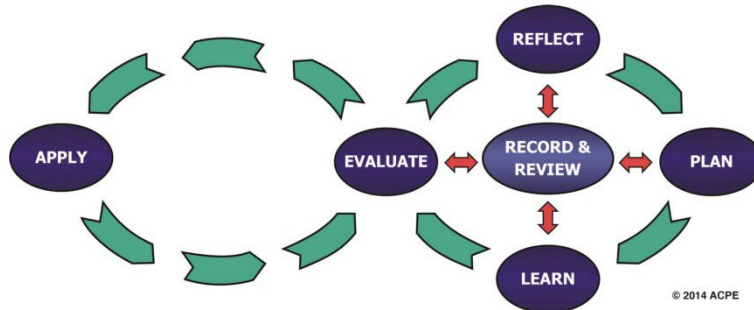 REFLECT
APPLY
EVALUATE
RECORD &
REVIEW
PLAN
LEARN
© 2014 ACPE